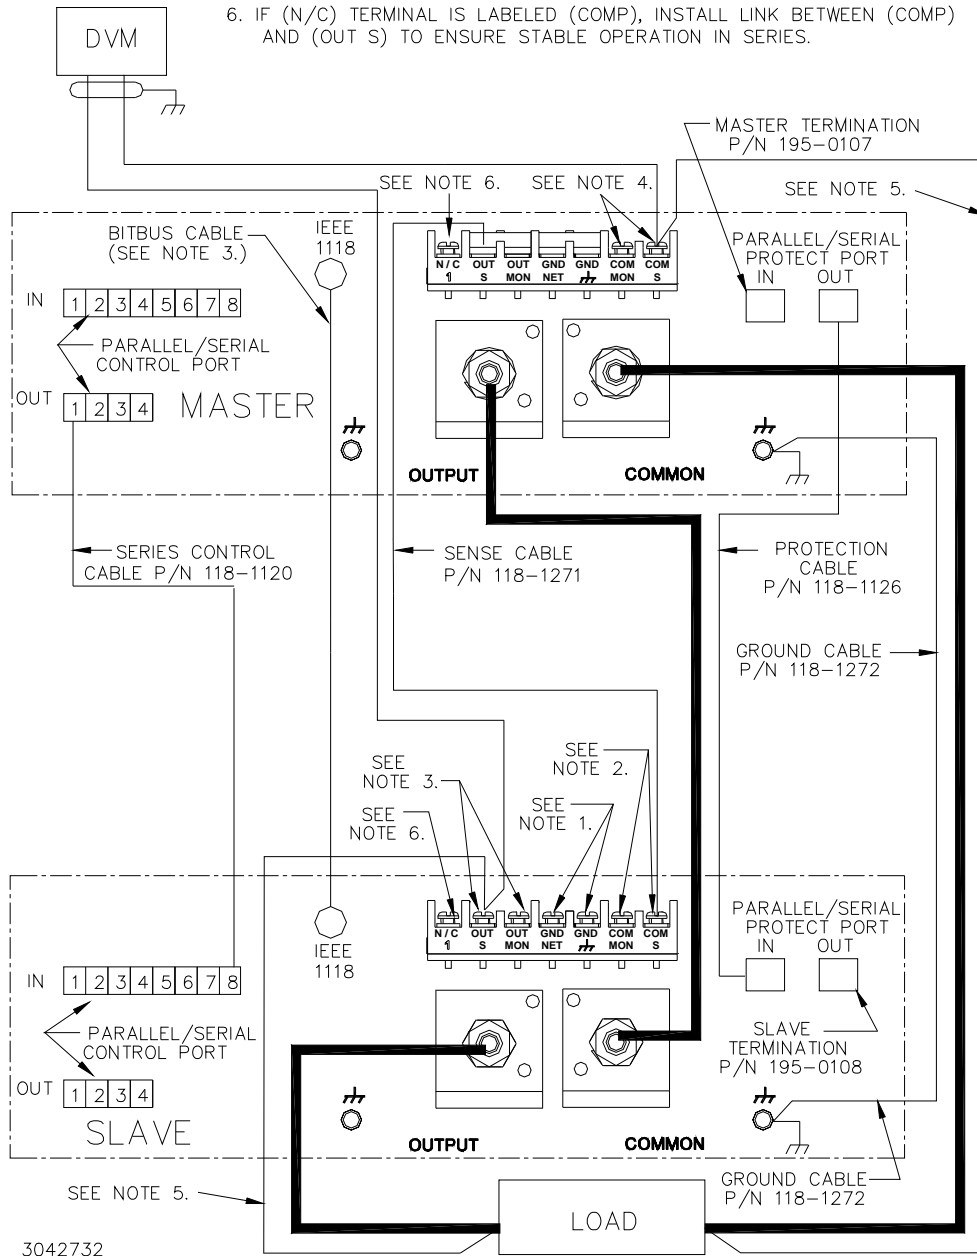 6. IF (N/C) TERMINAL IS LABELED (COMP), INSTALL LINK BETWEEN (COMP)
AND (OUT S) TO ENSURE STABLE OPERATION IN SERIES.
DVM
MASTER TERMINATION
P/N 195-0107
SEE NOTE 6.
SEE NOTE 4.
SEE NOTE 5.
BITBUS CABLE
(SEE NOTE 3.)
IEEE
1118
N/C
1
OUT
S
OUT
MON
GND
NET
GND
COM
MON
COM
S
PARALLEL/SERIAL
PROTECT PORT
IN OUT
IN
1 2 3 4 5 6 7 8
PARALLEL/SERIAL
CONTROL PORT
OUT
1 2 3 4
MASTER
OUTPUT
COMMON
SERIES CONTROL
CABLE P/N 118-1120
SENSE CABLE
P/N 118-1271
PROTECTION
CABLE
P/N 118-1126
GROUND CABLE
P/N 118-1272
SEE
NOTE 3.
SEE
NOTE 2.
SEE
NOTE 6.
SEE
NOTE 1.
IEEE
1118
N/C
1
OUT
S
OUT
MON
GND
NET
GND
COM
MON
COM
S
PARALLEL/SERIAL
PROTECT PORT
IN OUT
IN
1 2 3 4 5 6 7 8
PARALLEL/SERIAL
CONTROL PORT
OUT
1 2 3 4
SLAVE
SLAVE
TERMINATION
P/N 195-0108
OUTPUT
COMMON
SEE NOTE 5.
LOAD
GROUND CABLE
P/N 118-1272
3042732